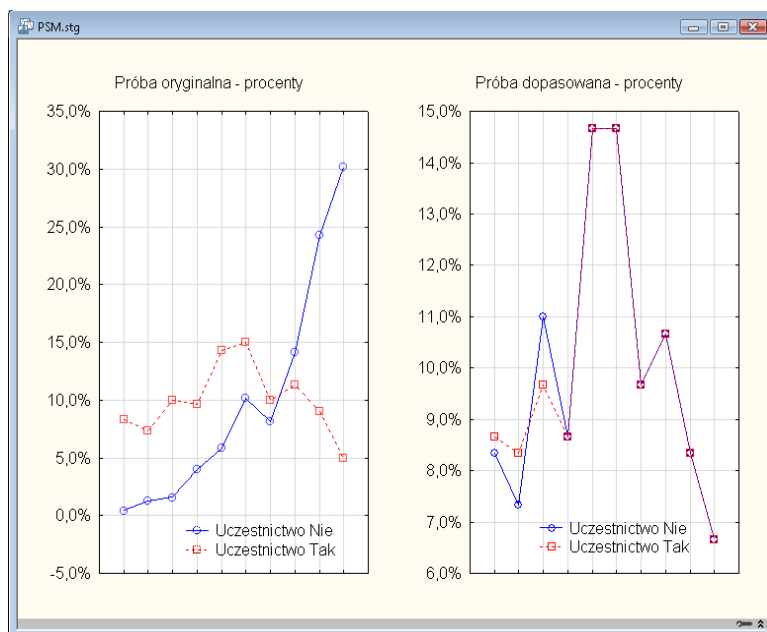 PSM.stg
Próba oryginalna - procenty
35,0%
30,0%
25,0%
20,0%
15,0%
10,0%
5,0%
0,0%
-5,0%
Uczestnictwo Nie
Uczestnictwo Tak
Próba dopasowana - procenty
15,0%
14,0%
13,0%
12,0%
11,0%
10,0%
9,0%
8,0%
7,0%
6,0%
Uczestnictwo Nie
Uczestnictwo Tak